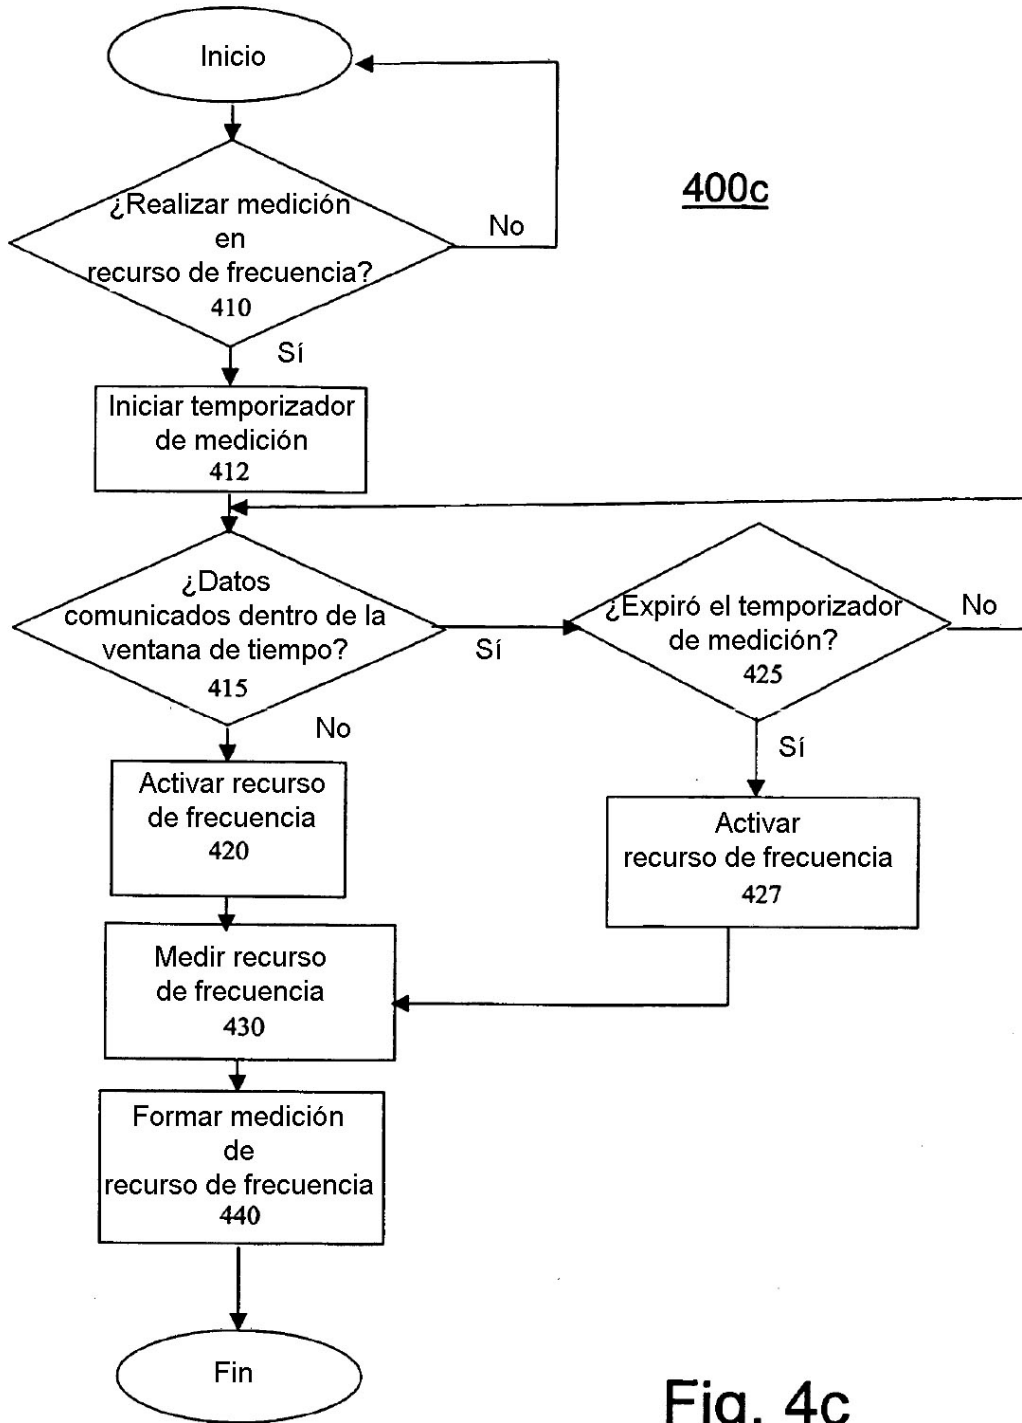 Inicio
400c
¿Realizar medición
en
recurso de frecuencia?
410
No
Sí
Iniciar temporizador
de medición
412
¿Datos
comunicados dentro de la
ventana de tiempo?
415
Sí
¿Expiró el temporizador
de medición?
425
No
No
Sí
Activar recurso
de frecuencia
420
Activar
recurso de frecuencia
427
Medir recurso
de frecuencia
430
Formar medición
de
recurso de frecuencia
440
Fin
Fig. 4c